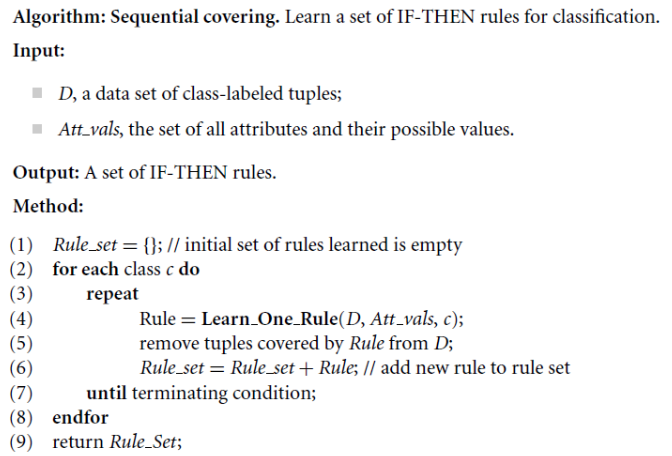 Algorithm: Sequential covering. Learn a set of IF-THEN rules for classification.
Input:
D, a data set of class-labeled tuples;
Att_vals, the set of all attributes and their possible values.
Output: A set of IF-THEN rules.
Method:
(1) Rule_set = {}; // initial set of rules learned is empty
(2) for each class c do
(3) repeat
(4) Rule = Learn_One_Rule(D, Att_vals, c);
(5) remove tuples covered by Rule from D;
(6) Rule_set = Rule_set + Rule; // add new rule to rule set
(7) until terminating condition;
(8) endfor
(9) return Rule_Set;